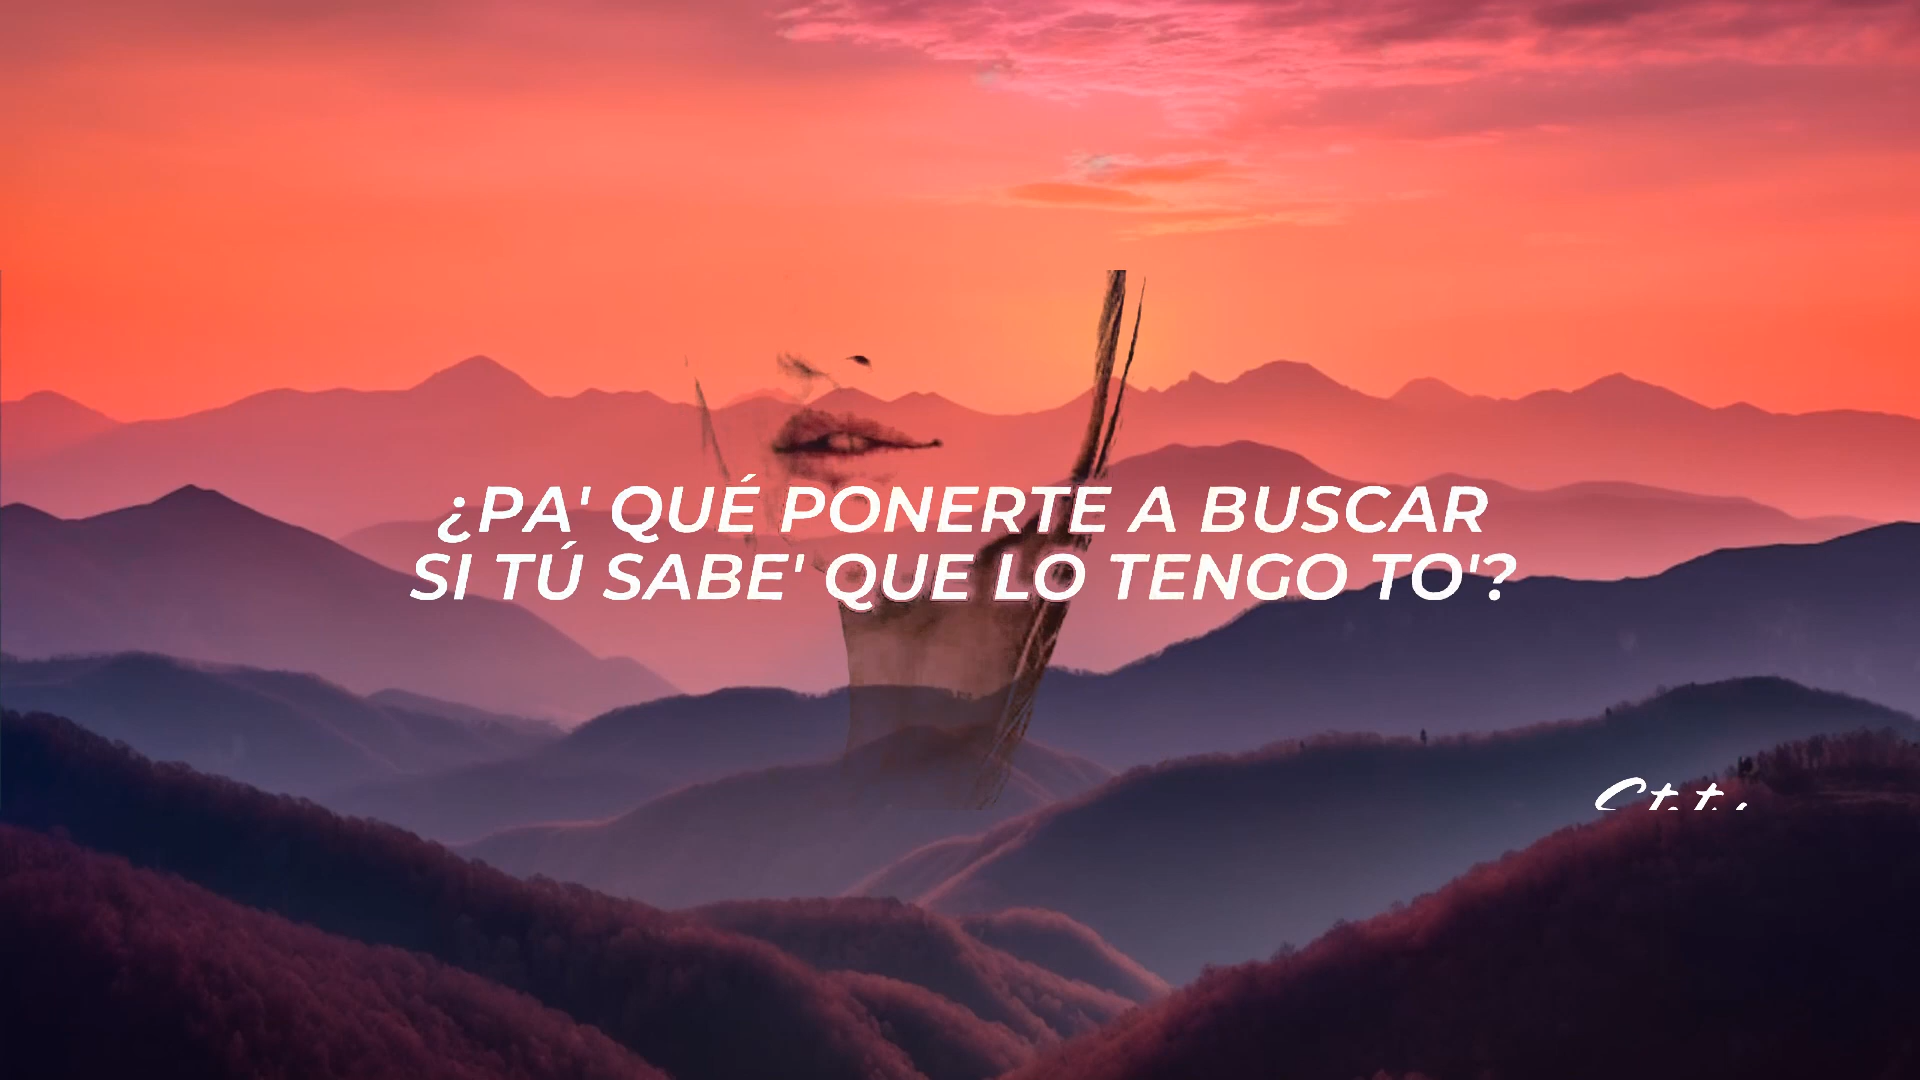 ¿PA' QUÉ PONERTE A BUSCAR
SI TÚ SABE' QUE LO TENGO TO'?